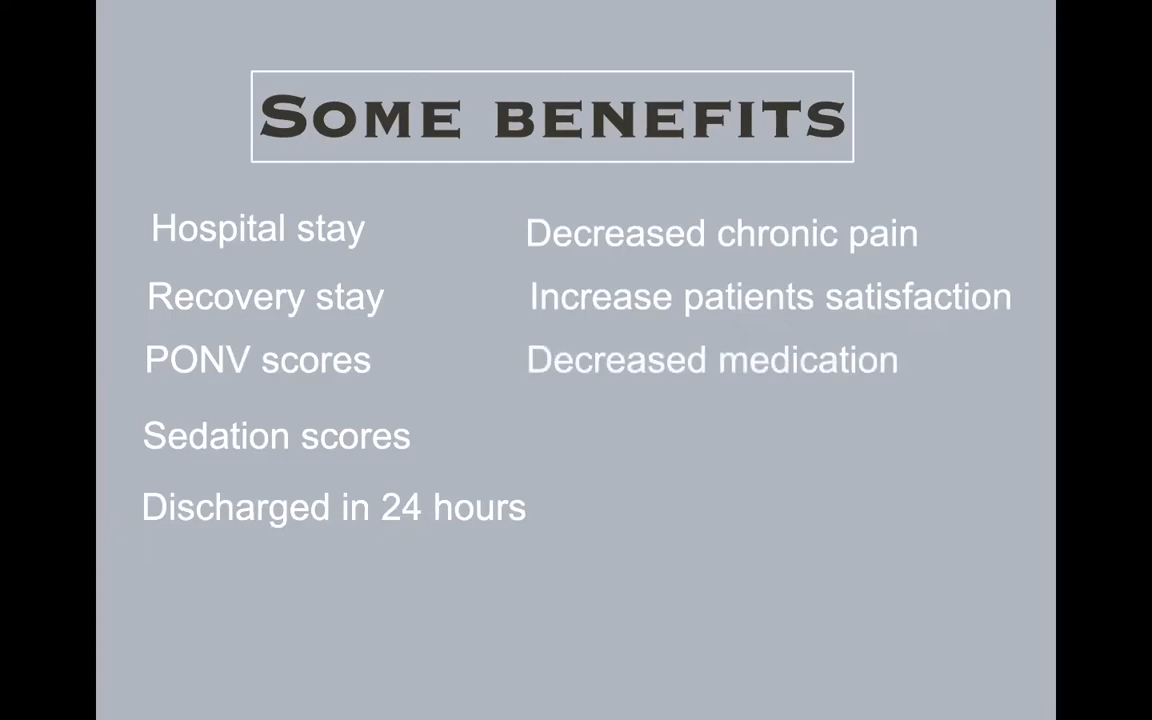 Some benefits
Hospital stay
Recovery stay
PONV scores
Sedation scores
Discharged in 24 hours
Decreased chronic pain
Increase patients satisfaction
Decreased medication